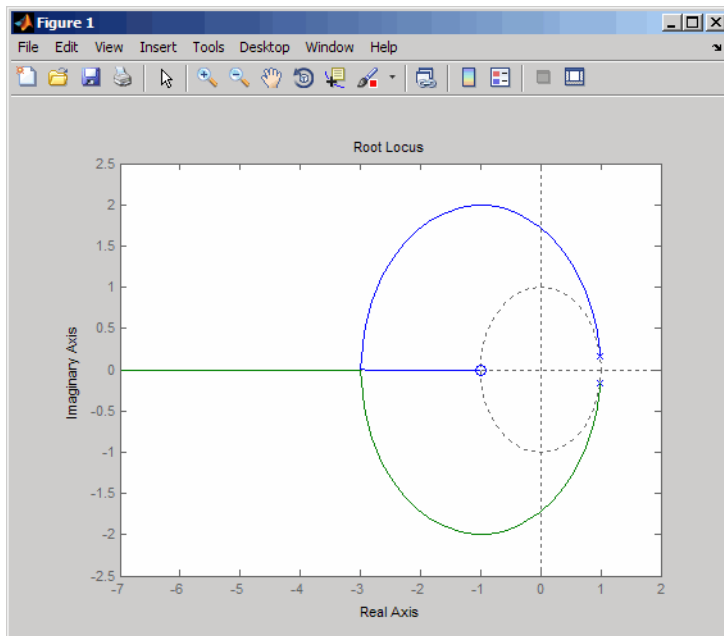 Figure 1
File Edit View Insert Tools Desktop Window Help
Root Locus
2.5
2
1.5
1
0.5
0
-0.5
-1
-1.5
-2
-2.5
Imaginary Axis
-7 -6 -5 -4 -3 -2 -1 0 1 2
Real Axis